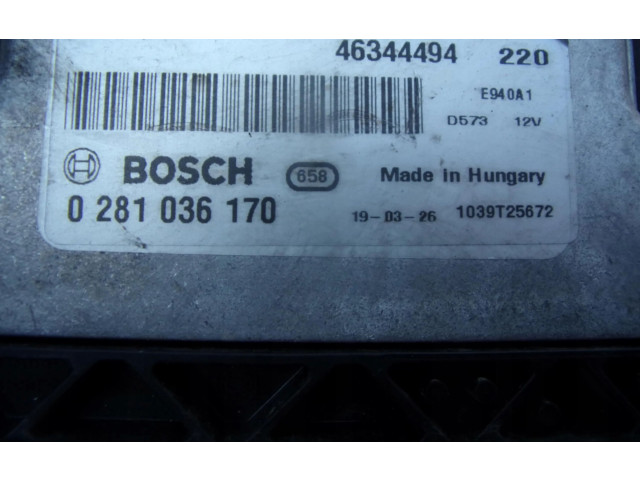 46344494 220
E940A1
D573 12V
BOSCH 658 Made in Hungary
0 281 036 170 19-03-26 1039T25672